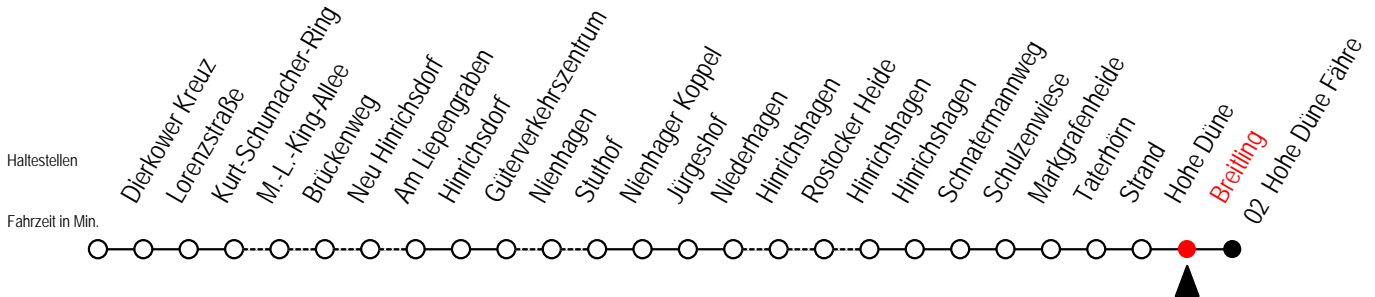 Haltestellen
Fahrzeit in Min.
Dierkower Kreuz
Lorenzstraße
Kurt-Schumacher-Ring
M.-L.-King-Allee
Brückenweg
Neu Hinrichsdorf
Am Liepengraben
Hinrichsdorf
Güterverkehrszentrum
Nienhagen
Stuthof
Nienhager Koppel
Jürgeshof
Niederhagen
Hinrichshagen
Rostocker Heide
Hinrichshagen
Hinrichshagen
Schnatermannweg
Schulzenwiese
Markgrafenheide
Taterhörn
Strand
Hohe Düne
Breitling
02 Hohe Düne Fähre